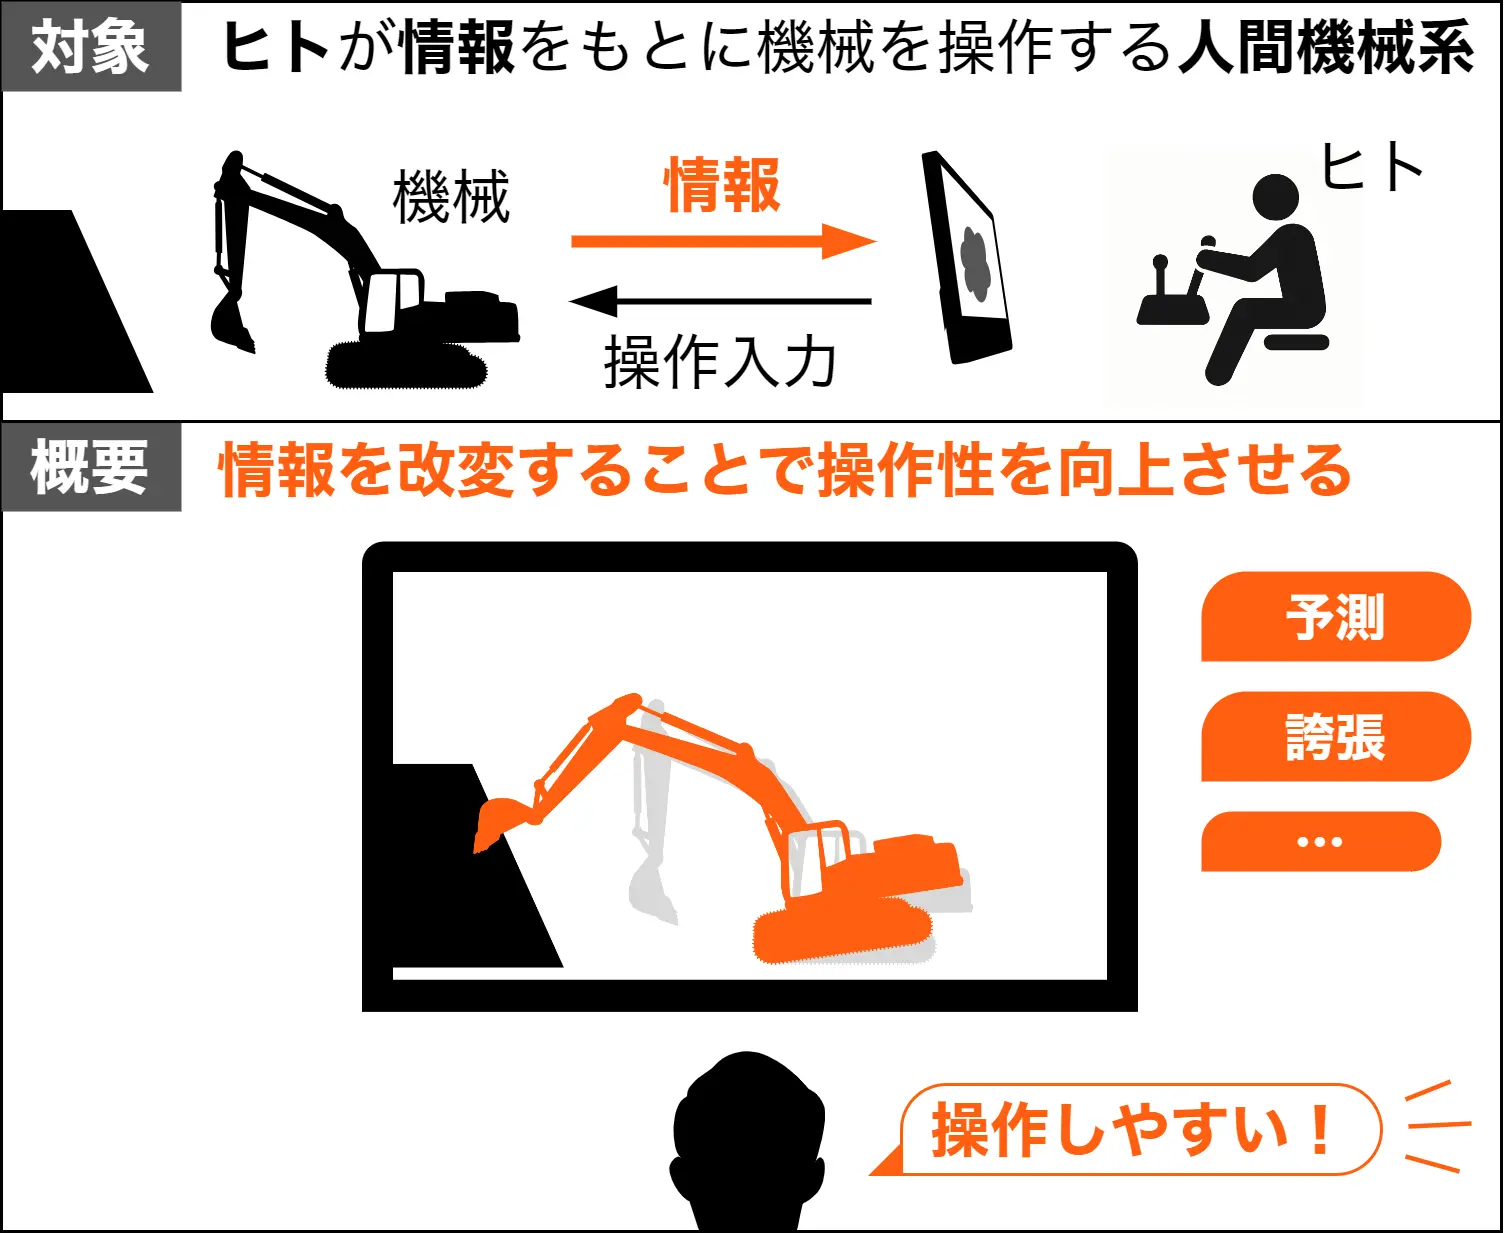 対象
ヒトが情報をもとに機械を操作する人間機械系
機械
情報
ヒト
操作入力
概要
情報を改変することで操作性を向上させる
予測
誇張
…
操作しやすい！